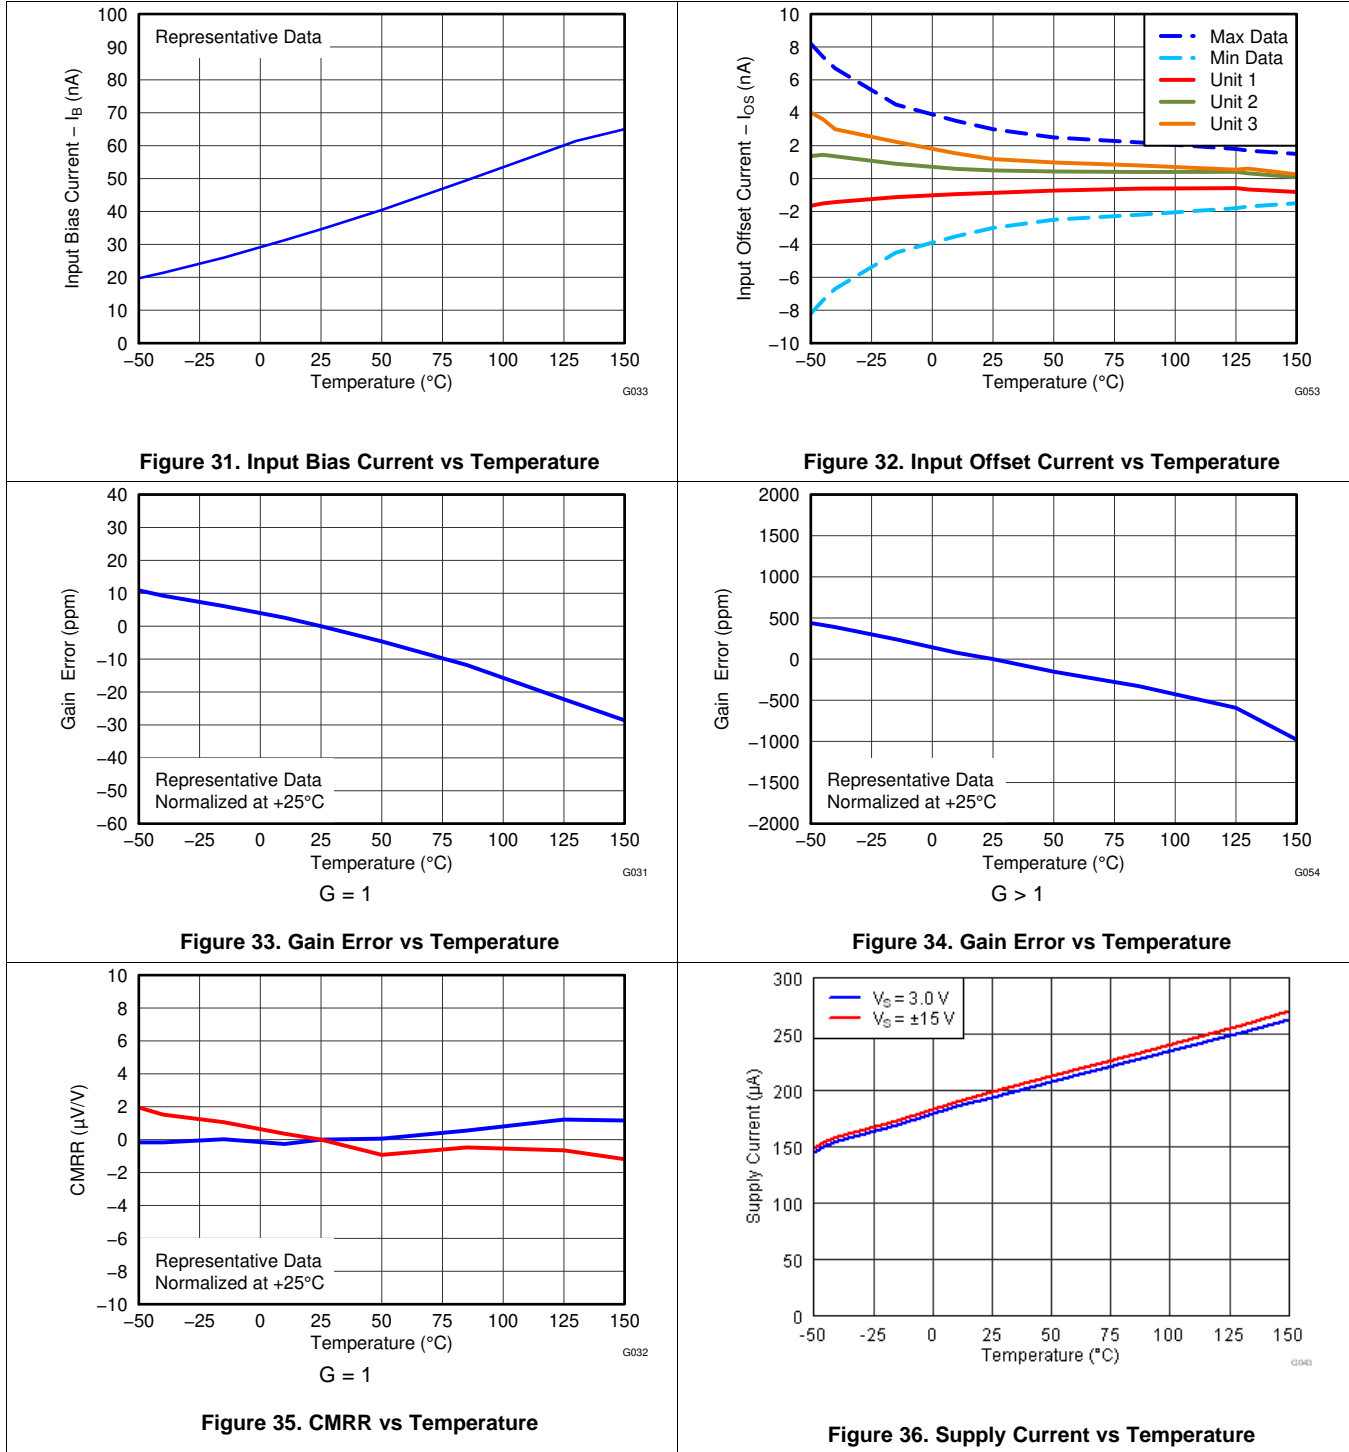 100
90
80
70
60
50
40
30
20
10
0
Representative Data
Input Bias Current – IB (nA)
−50 −25 0 25 50 75 100 125 150
Temperature (°C)
G033
Figure 31. Input Bias Current vs Temperature
10
8
6
4
2
0
−2
−4
−6
−8
−10
Max Data
Min Data
Unit 1
Unit 2
Unit 3
Input Offset Current – IOS (nA)
−50 −25 0 25 50 75 100 125 150
Temperature (°C)
G053
Figure 32. Input Offset Current vs Temperature
40
30
20
10
0
−10
−20
−30
−40
−50
−60
Gain Error (ppm)
Representative Data
Normalized at +25°C
−50 −25 0 25 50 75 100 125 150
Temperature (°C)
G031
G = 1
Figure 33. Gain Error vs Temperature
2000
1500
1000
500
0
−500
−1000
−1500
−2000
Gain Error (ppm)
Representative Data
Normalized at +25°C
−50 −25 0 25 50 75 100 125 150
Temperature (°C)
G054
G > 1
Figure 34. Gain Error vs Temperature
10
8
6
4
2
0
−2
−4
−6
−8
−10
CMRR (µV/V)
Representative Data
Normalized at +25°C
−50 −25 0 25 50 75 100 125 150
Temperature (°C)
G032
G = 1
Figure 35. CMRR vs Temperature
300
250
200
150
100
50
0
VS = 3.0 V
VS = ±15 V
Supply Current (µA)
-50 -25 0 25 50 75 100 125 150
Temperature (°C)
G043
Figure 36. Supply Current vs Temperature